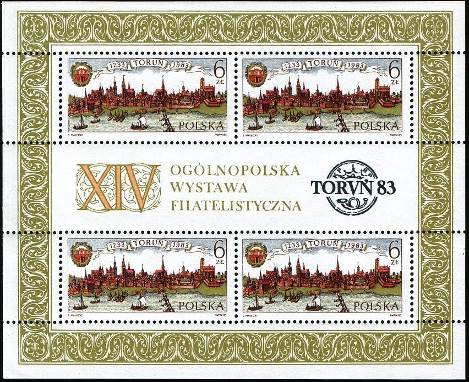 1233 TORUŃ 1983
6
ZŁ
POLSKA
1233 TORUŃ 1983
6
ZŁ
POLSKA
XIV
OGÓLNOPOLSKA
WYSTAWA
FILATELISTYCZNA
TORVŃ 83
1233 TORUŃ 1983
6
ZŁ
POLSKA
1233 TORUŃ 1983
6
ZŁ
POLSKA